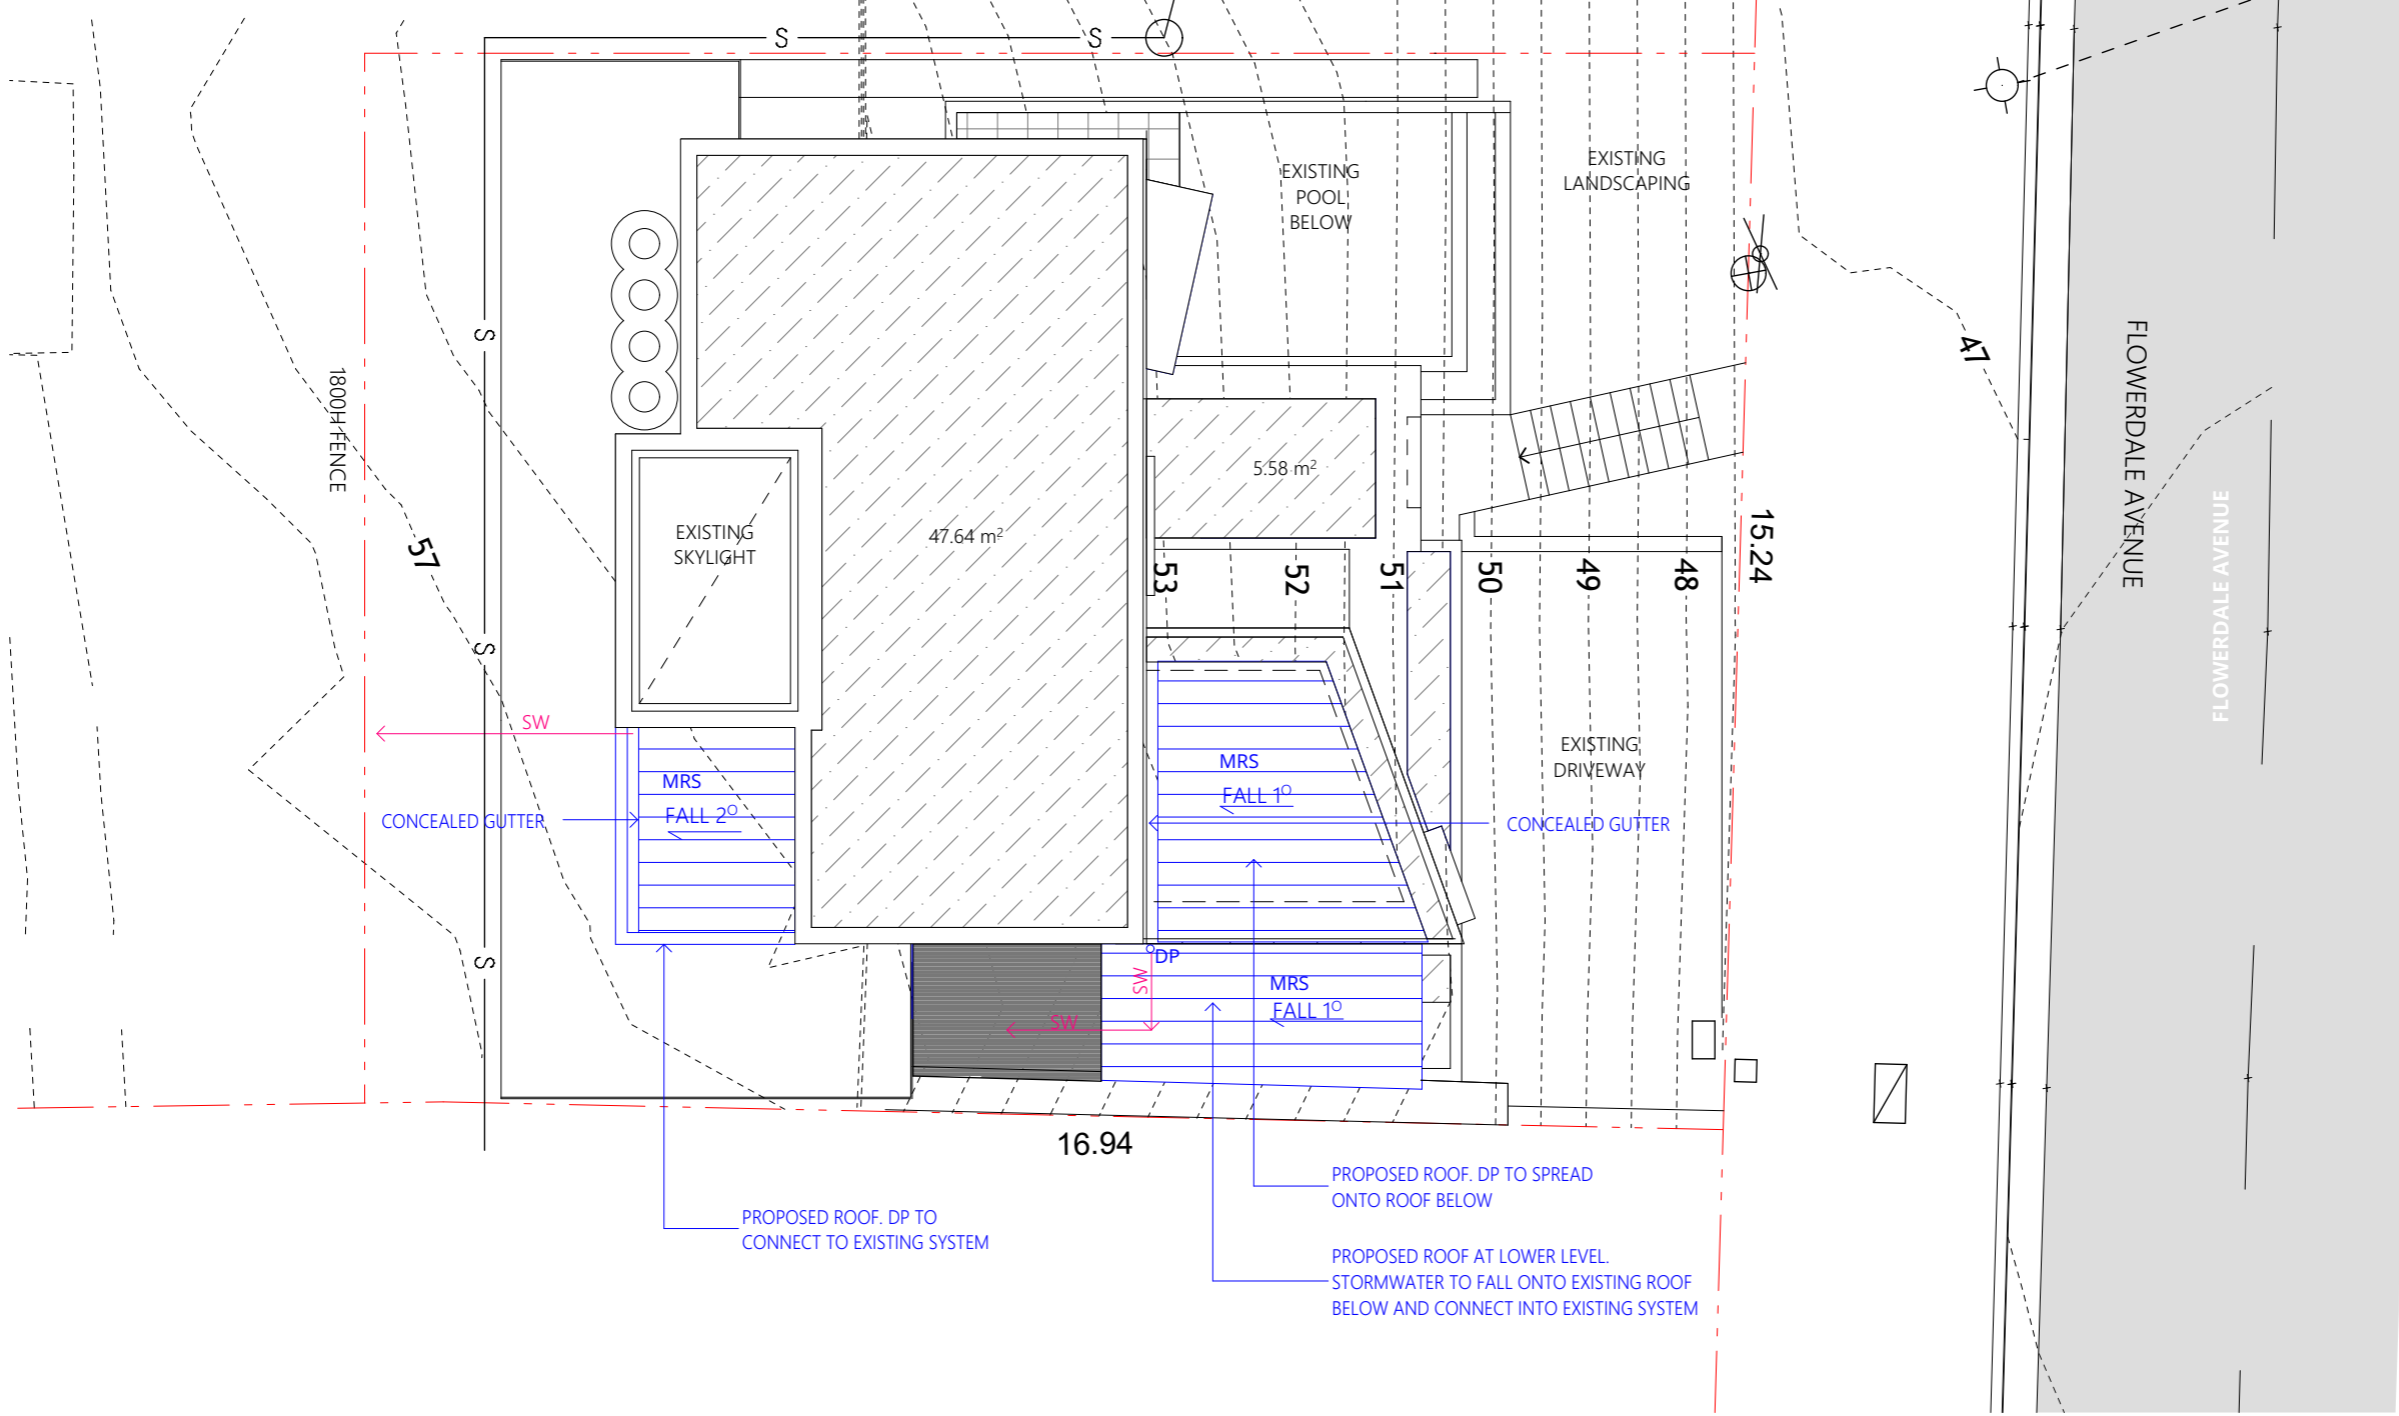 S
S
EXISTING
POOL
BELOW
EXISTING
LANDSCAPING
S
1800H FENCE
47
FLOWERDALE AVENUE
FLOWERDALE AVENUE
5.58 m²
47.64 m²
EXISTING
SKYLIGHT
57
53
52
51
50
49
48
15.24
S
SW
MRS
FALL 2°
CONCEALED GUTTER
MRS
FALL 1°
CONCEALED GUTTER
EXISTING
DRIVEWAY
S
DP
SW
SW
MRS
FALL 1°
16.94
PROPOSED ROOF. DP TO SPREAD
ONTO ROOF BELOW
PROPOSED ROOF. DP TO
CONNECT TO EXISTING SYSTEM
PROPOSED ROOF AT LOWER LEVEL.
STORMWATER TO FALL ONTO EXISTING ROOF
BELOW AND CONNECT INTO EXISTING SYSTEM